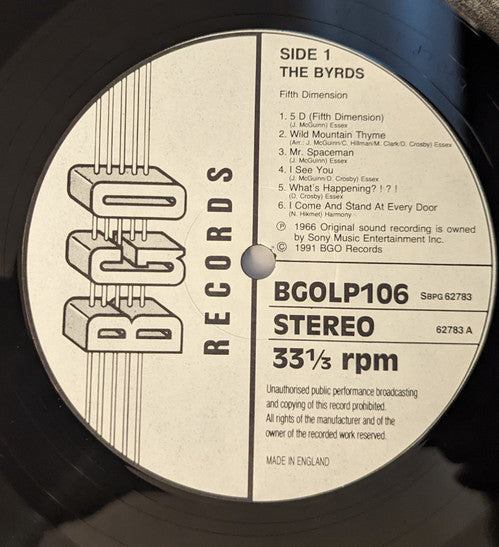 BGO
RECORDS
SIDE 1
THE BYRDS
Fifth Dimension
1. 5 D (Fifth Dimension)
(J. McGuinn) Essex
2. Wild Mountain Thyme
(Arr.: J. McGuinn/C. Hillman/M. Clark/D. Crosby) Essex
3. Mr. Spaceman
(J. McGuinn) Essex
4. I See You
(J. McGuinn/D. Crosby) Essex
5. What's Happening? ! ? !
(D. Crosby) Essex
6. I Come And Stand At Every Door
(N. Hikmet) Harmony
℗ 1966 Original sound recording is owned
by Sony Music Entertainment Inc.
© 1991 BGO Records
BGOLP106 SBPG 62783
STEREO 62783 A
33⅓ rpm
Unauthorised public performance broadcasting
and copying of this record prohibited.
All rights of the manufacturer and of the
owner of the recorded work reserved.
MADE IN ENGLAND